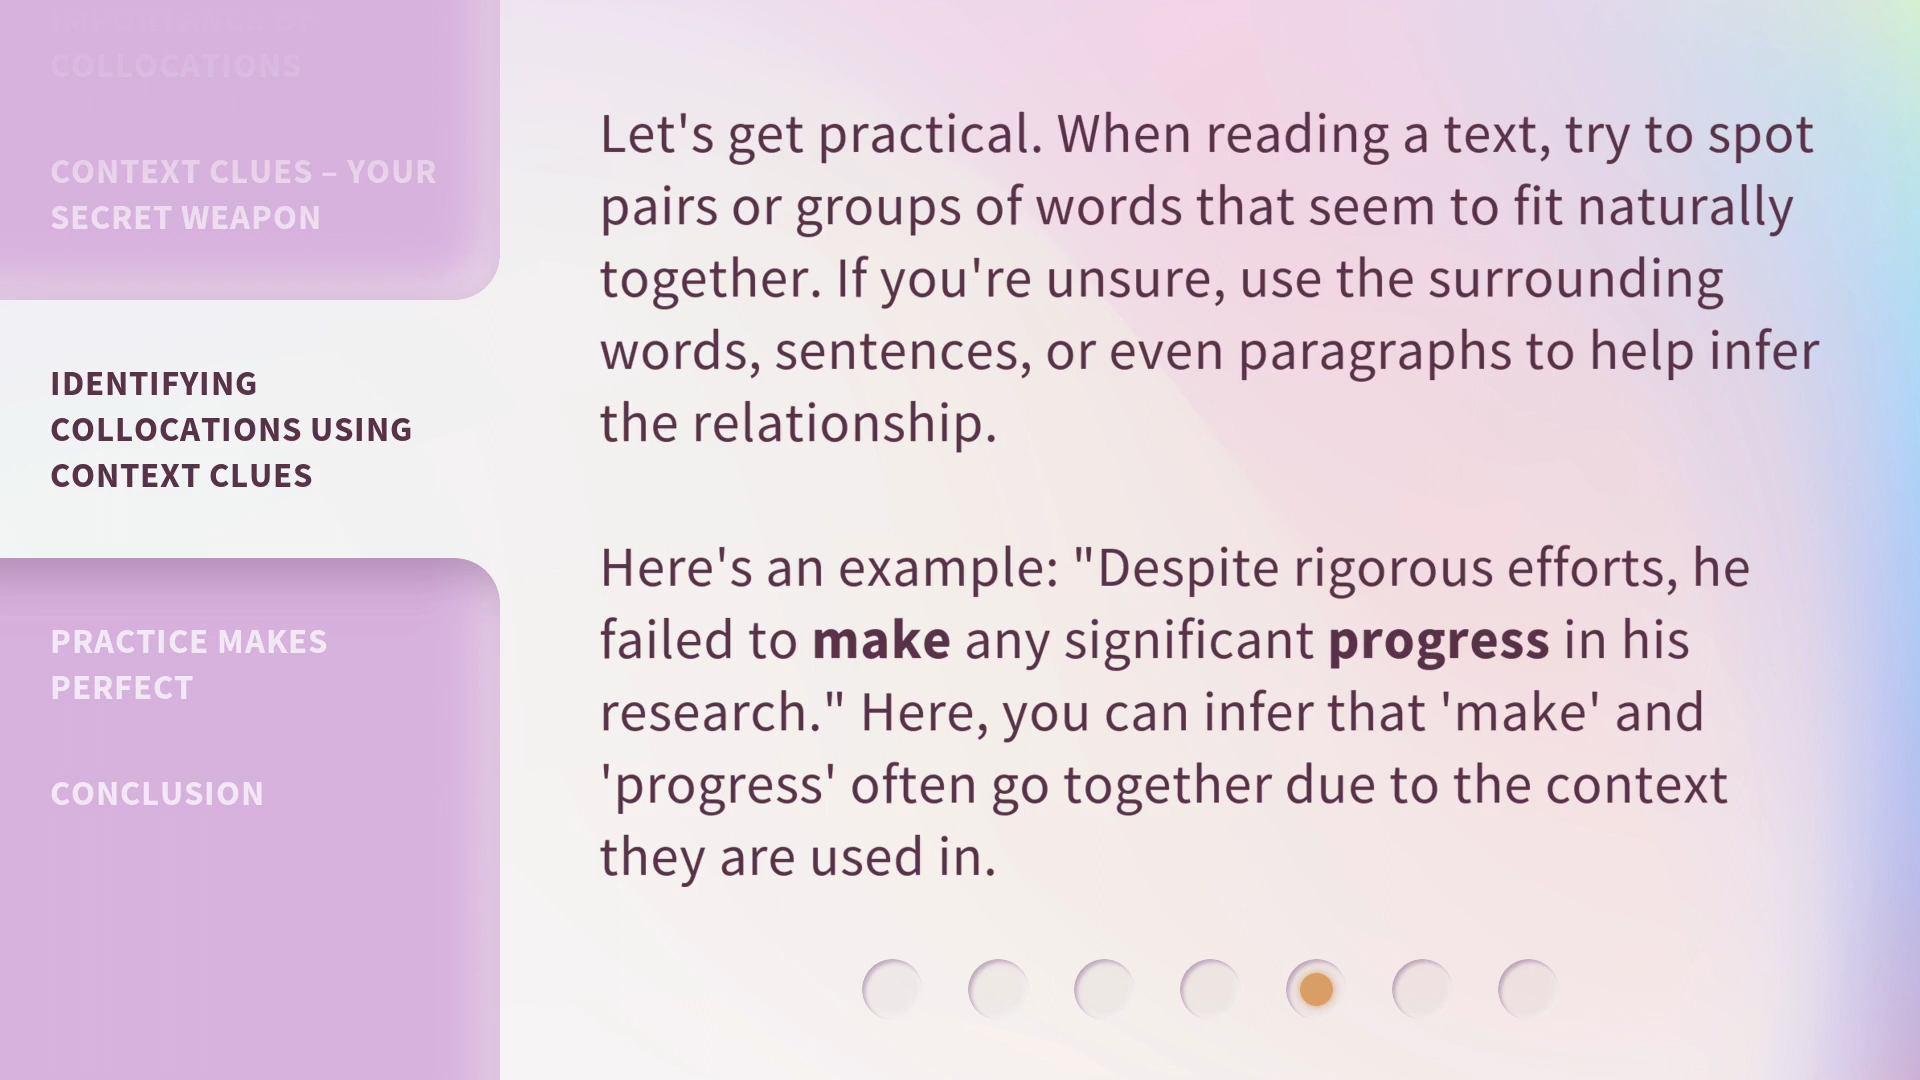 IMPORTANCE OF
COLLOCATIONS
CONTEXT CLUES – YOUR
SECRET WEAPON
IDENTIFYING
COLLOCATIONS USING
CONTEXT CLUES
PRACTICE MAKES
PERFECT
CONCLUSION
Let's get practical. When reading a text, try to spot
pairs or groups of words that seem to fit naturally
together. If you're unsure, use the surrounding
words, sentences, or even paragraphs to help infer
the relationship.
Here's an example: "Despite rigorous efforts, he
failed to make any significant progress in his
research." Here, you can infer that 'make' and
'progress' often go together due to the context
they are used in.